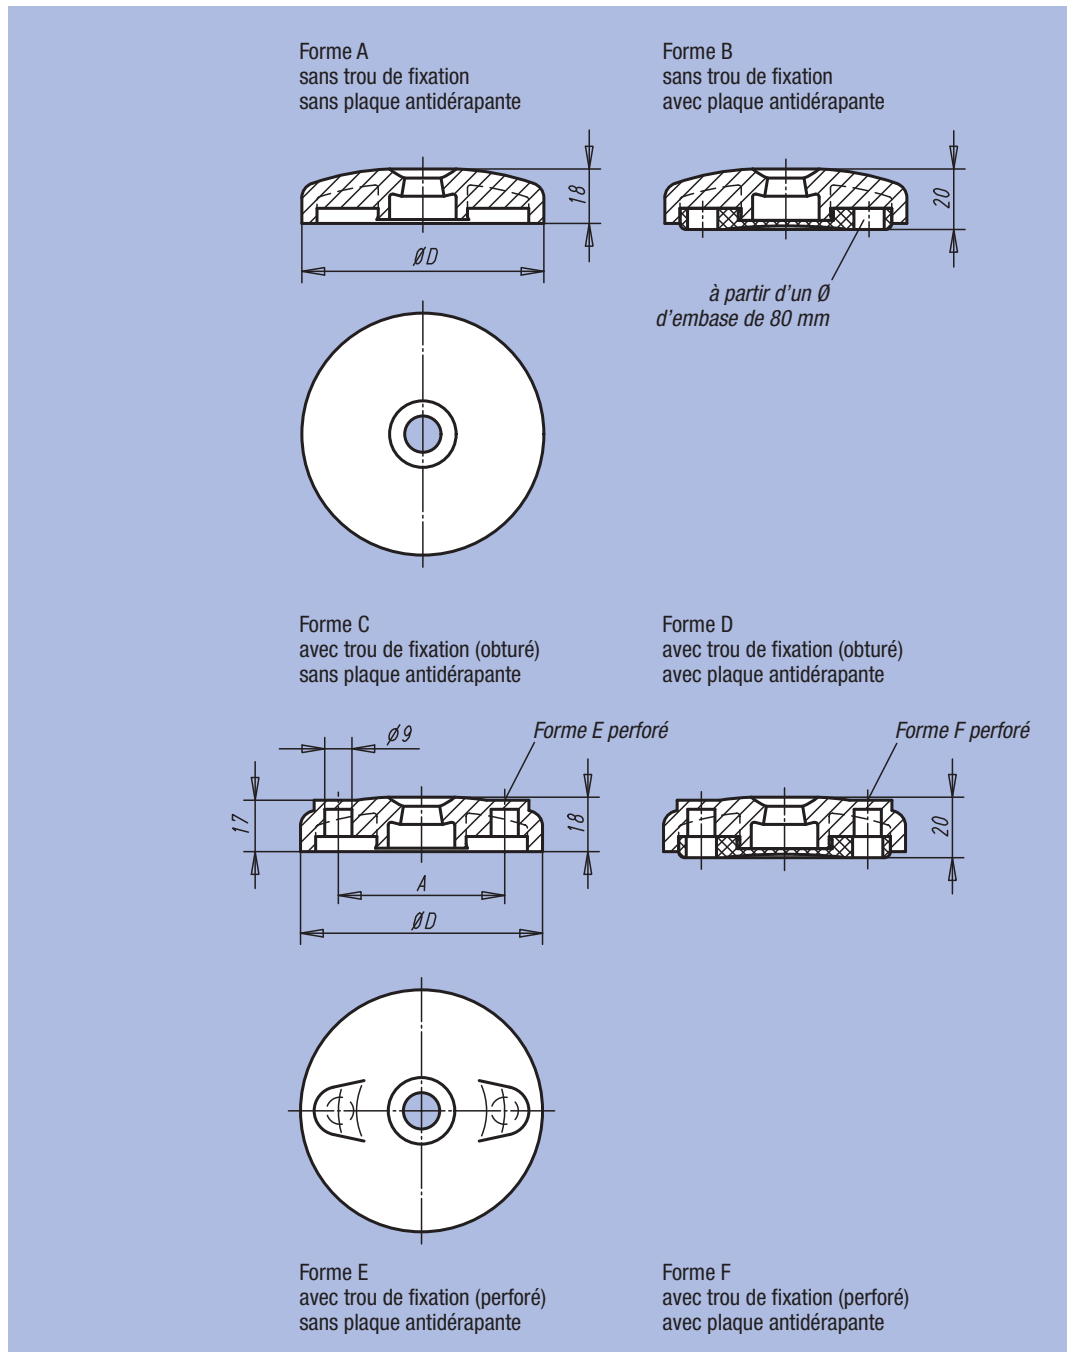 Forme A
sans trou de fixation
sans plaque antidérapante
Forme B
sans trou de fixation
avec plaque antidérapante
18
ØD
20
à partir d'un Ø
d'embase de 80 mm
Forme C
avec trou de fixation (obturé)
sans plaque antidérapante
Forme D
avec trou de fixation (obturé)
avec plaque antidérapante
Ø9
Forme E perforé
17
18
A
ØD
Forme F perforé
20
Forme E
avec trou de fixation (perforé)
sans plaque antidérapante
Forme F
avec trou de fixation (perforé)
avec plaque antidérapante